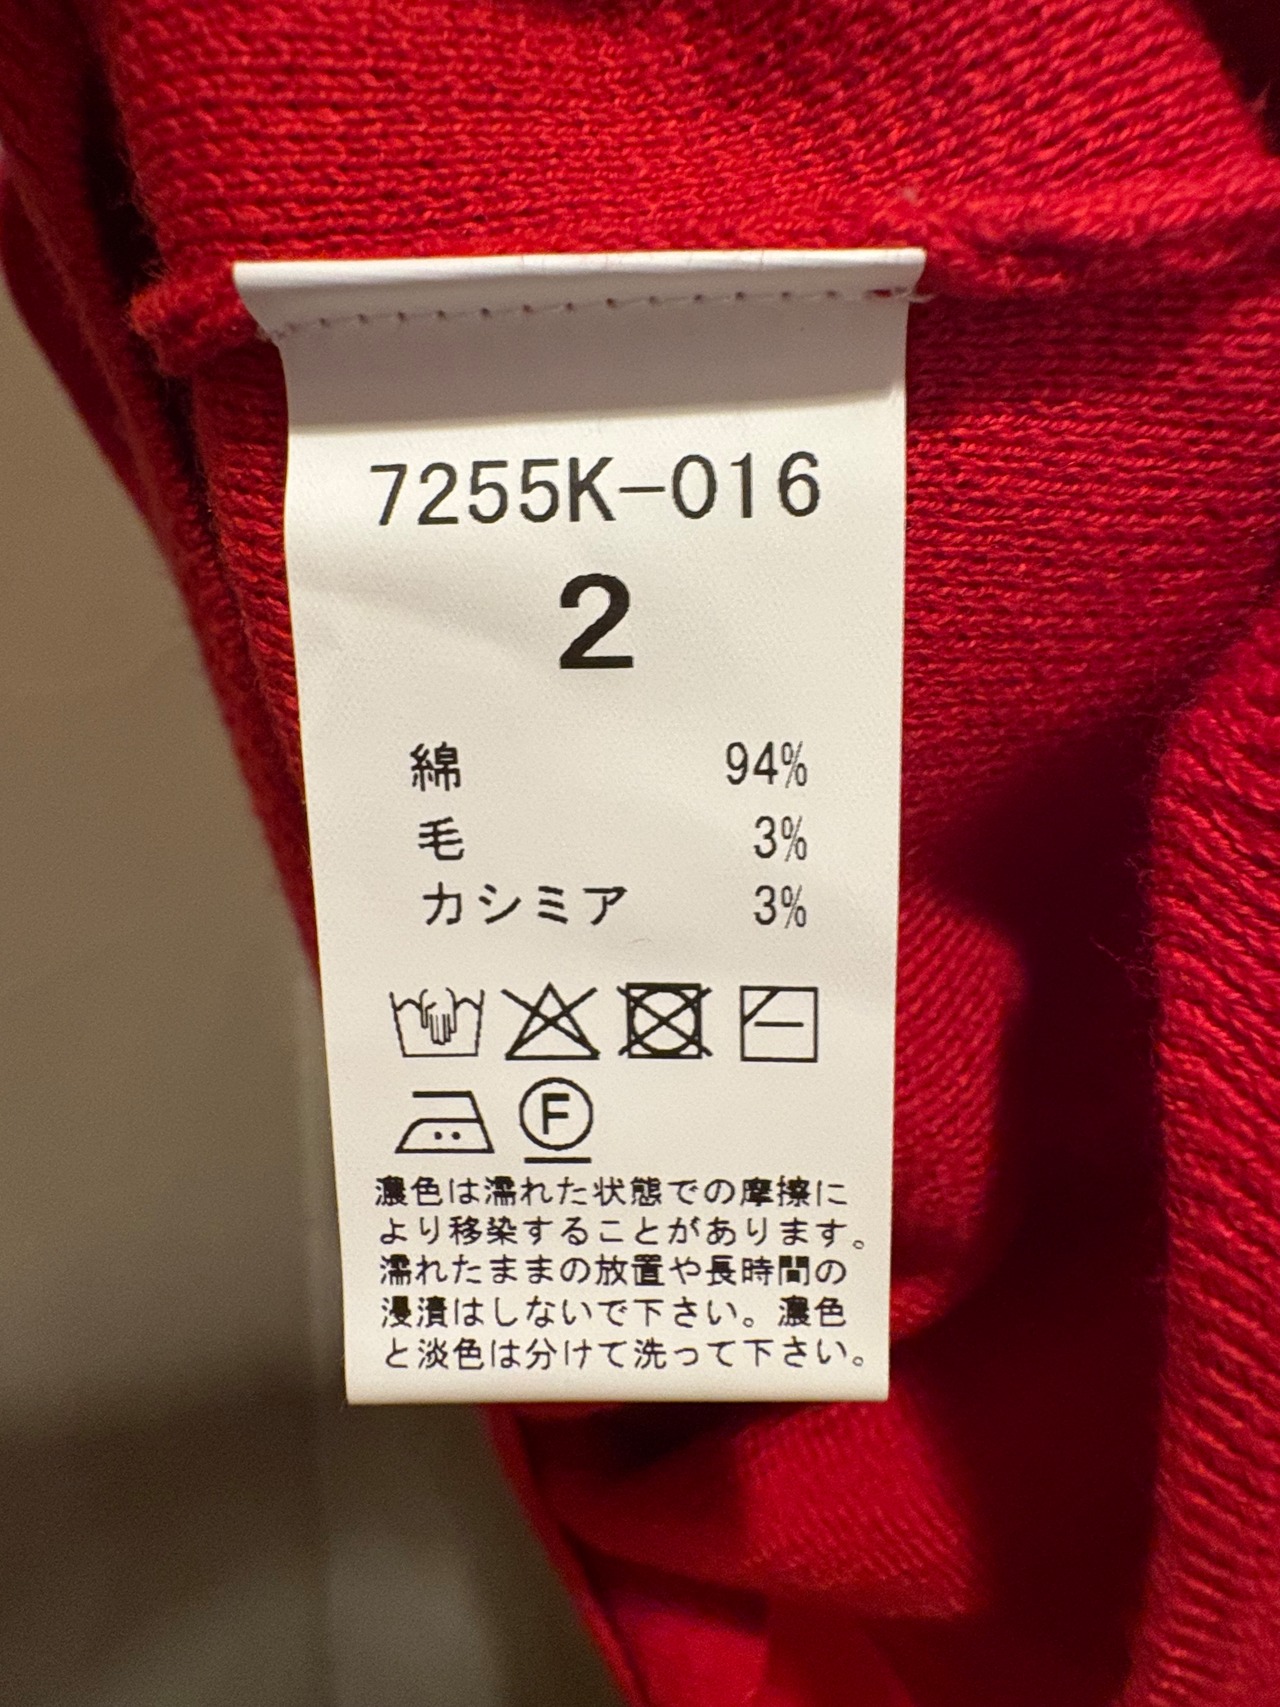 7255K-016
2
綿 94%
毛 3%
カシミア 3%
F
濃色は濡れた状態での摩擦に
より移染することがあります。
濡れたままの放置や長時間の
浸漬はしないで下さい。濃色
と淡色は分けて洗って下さい。